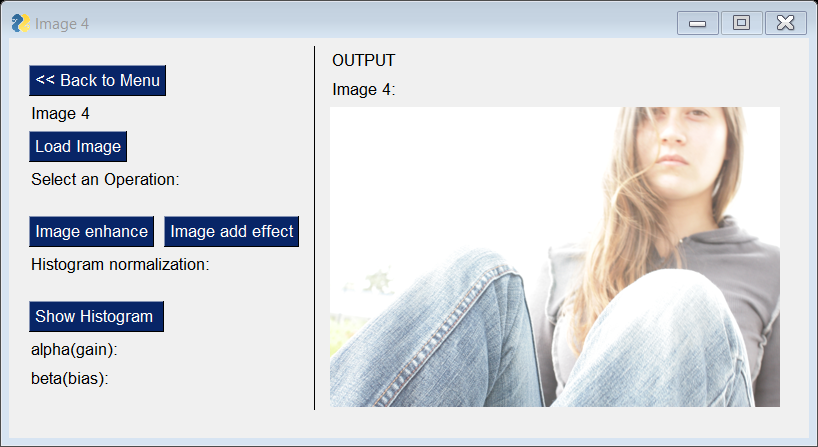 Image 4
<< Back to Menu
Image 4
Load Image
Select an Operation:
Image enhance
Image add effect
Histogram normalization:
Show Histogram
alpha(gain):
beta(bias):
OUTPUT
Image 4: